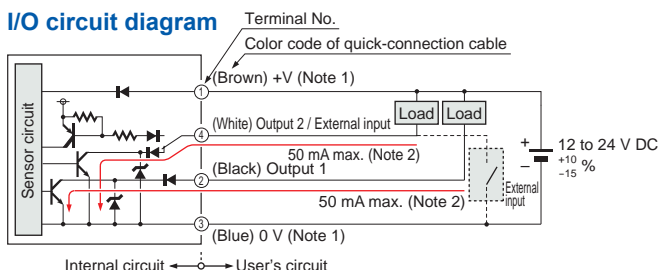 I/O circuit diagram
Terminal No.
Color code of quick-connection cable
(Brown) +V (Note 1)
1
Load
Load
Sensor circuit
(White) Output 2 / External input
4
+
12 to 24 V DC
+10
−15 %
−
50 mA max. (Note 2)
(Black) Output 1
2
External
input
50 mA max. (Note 2)
3
(Blue) 0 V (Note 1)
Internal circuit
User's circuit